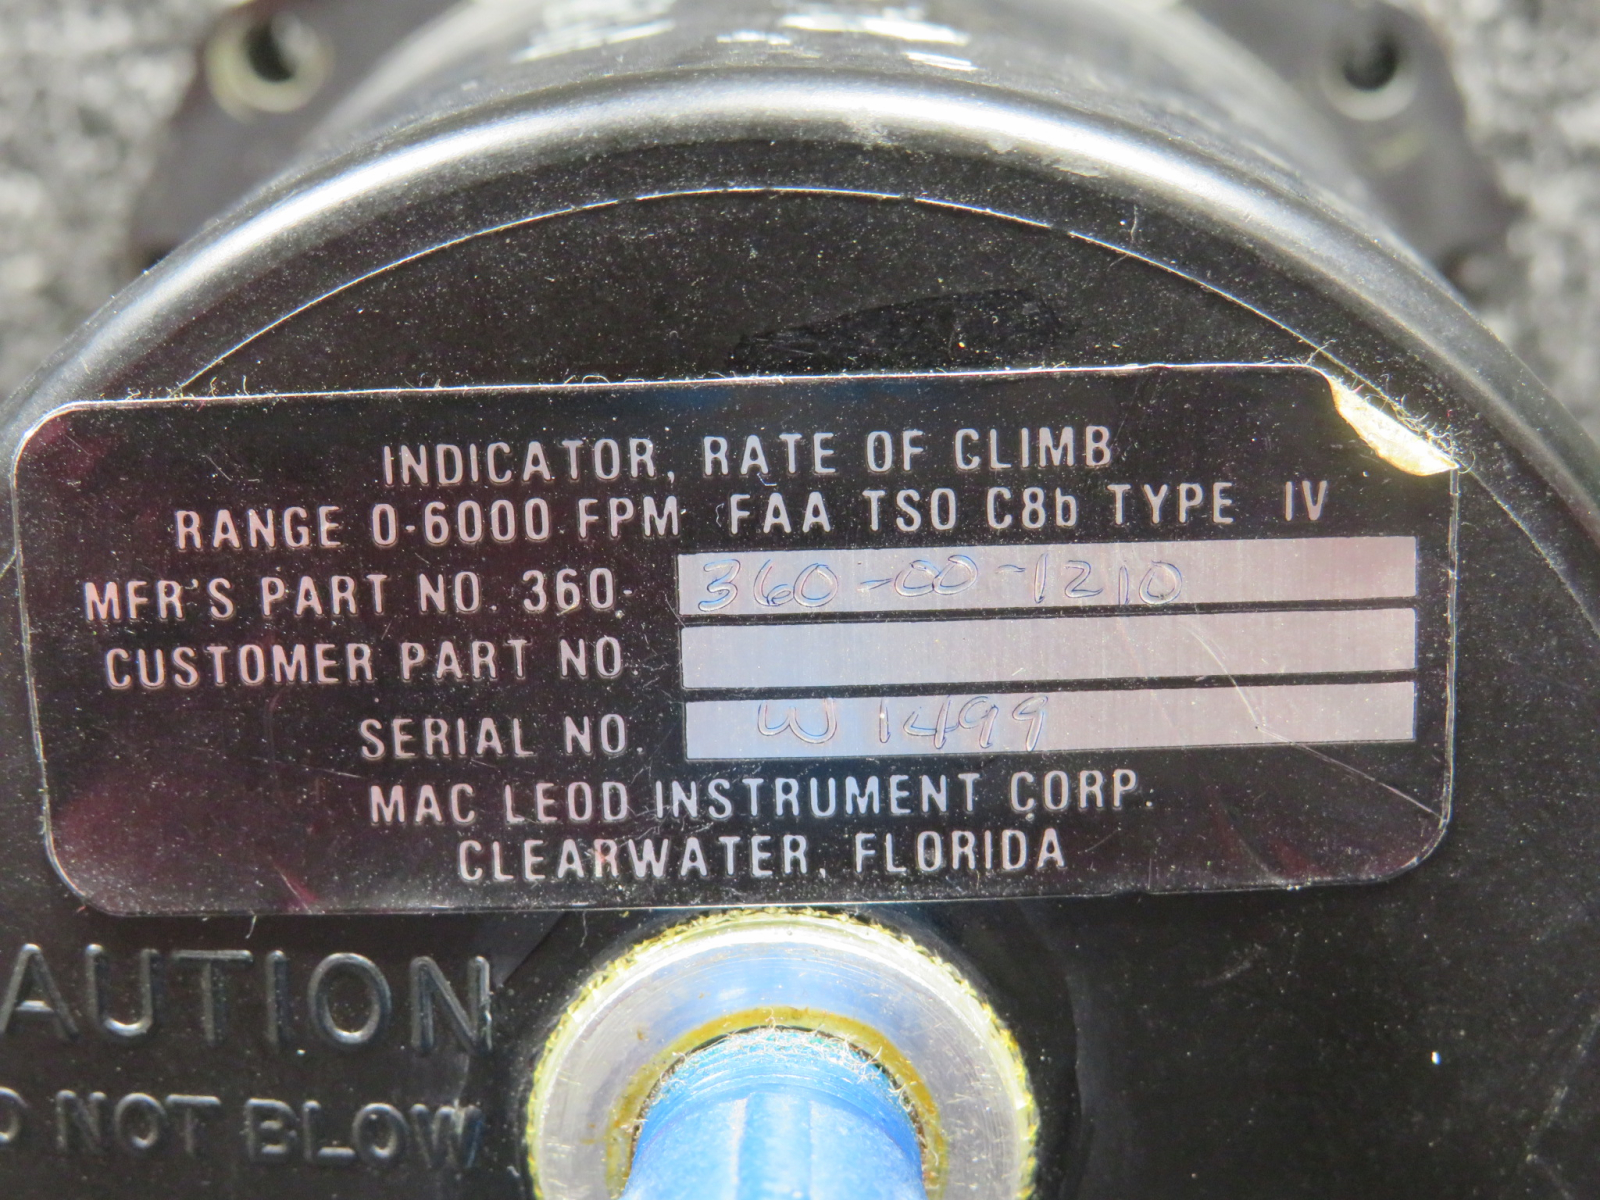 INDICATOR, RATE OF CLIMB
RANGE 0-6000 FPM FAA TSO C8b TYPE IV
MFR'S PART NO. 360- 360-00-1210
CUSTOMER PART NO.
SERIAL NO. W1499
MAC LEOD INSTRUMENT CORP.
CLEARWATER, FLORIDA
AUTION
O NOT BLOW